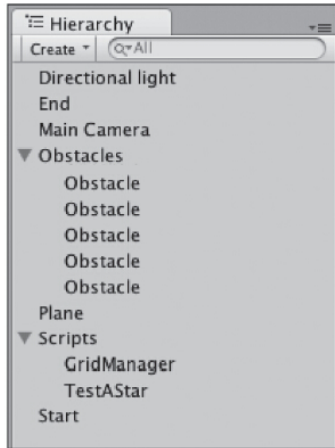 Hierarchy
Create All
Directional light
End
Main Camera
Obstacles
Obstacle
Obstacle
Obstacle
Obstacle
Obstacle
Plane
Scripts
GridManager
TestAStar
Start